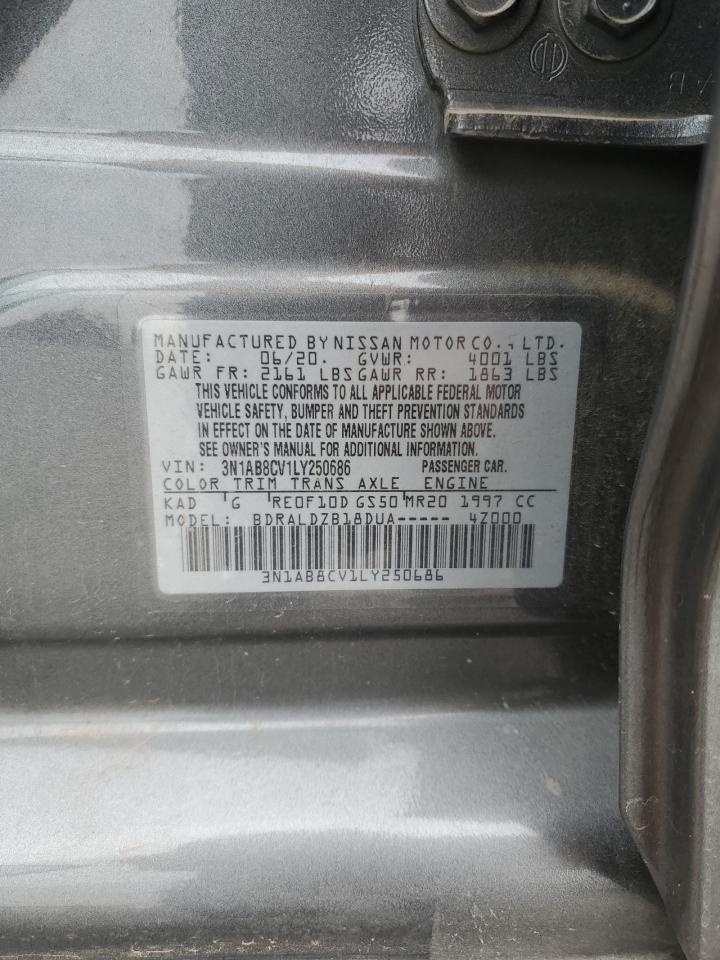 MANUFACTURED BY NISSAN MOTOR CO., LTD.
DATE: 06/20. GVWR: 4001 LBS
GAWR FR: 2161 LBS GAWR RR: 1863 LBS
THIS VEHICLE CONFORMS TO ALL APPLICABLE FEDERAL MOTOR
VEHICLE SAFETY, BUMPER AND THEFT PREVENTION STANDARDS
IN EFFECT ON THE DATE OF MANUFACTURE SHOWN ABOVE.
SEE OWNER'S MANUAL FOR ADDITIONAL INFORMATION.
VIN: 3N1AB8CV1LY250686 PASSENGER CAR.
COLOR TRIM TRANS AXLE ENGINE
KAD G RE0F10D GS50 MR20 1997 CC
MODEL: BDRALDZB18DUA----- 4Z000
3N1AB8CV1LY250686